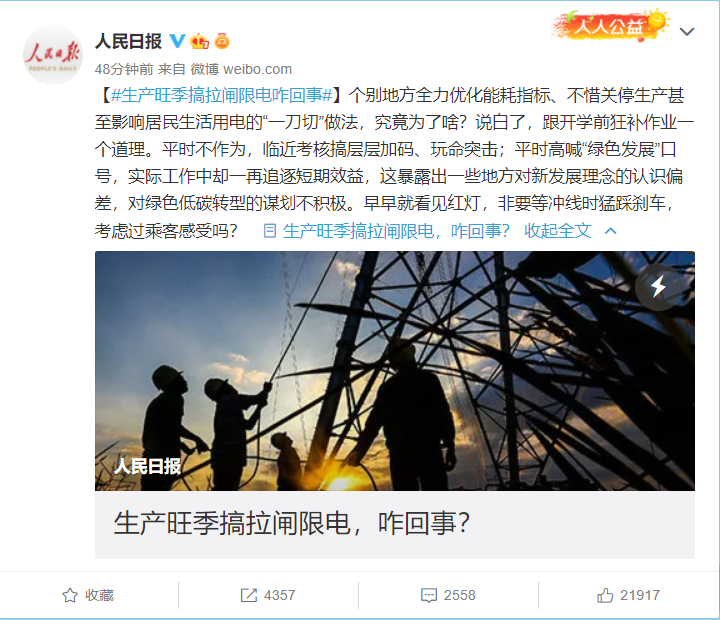 人民日报
PEOPLE'S DAILY
人民日报
人人公益
48分钟前 来自 微博 weibo.com
【#生产旺季搞拉闸限电咋回事#】个别地方全力优化能耗指标、不惜关停生产甚
至影响居民生活用电的“一刀切”做法，究竟为了啥？说白了，跟开学前狂补作业一
个道理。平时不作为，临近考核搞层层加码、玩命突击；平时高喊“绿色发展”口
号，实际工作中却一再追逐短期效益，这暴露出一些地方对新发展理念的认识偏
差，对绿色低碳转型的谋划不积极。早早就看见红灯，非要等冲线时猛踩刹车，
考虑过乘客感受吗？ 生产旺季搞拉闸限电，咋回事？ 收起全文
人民日报
生产旺季搞拉闸限电，咋回事？
收藏 4357 2558 21917